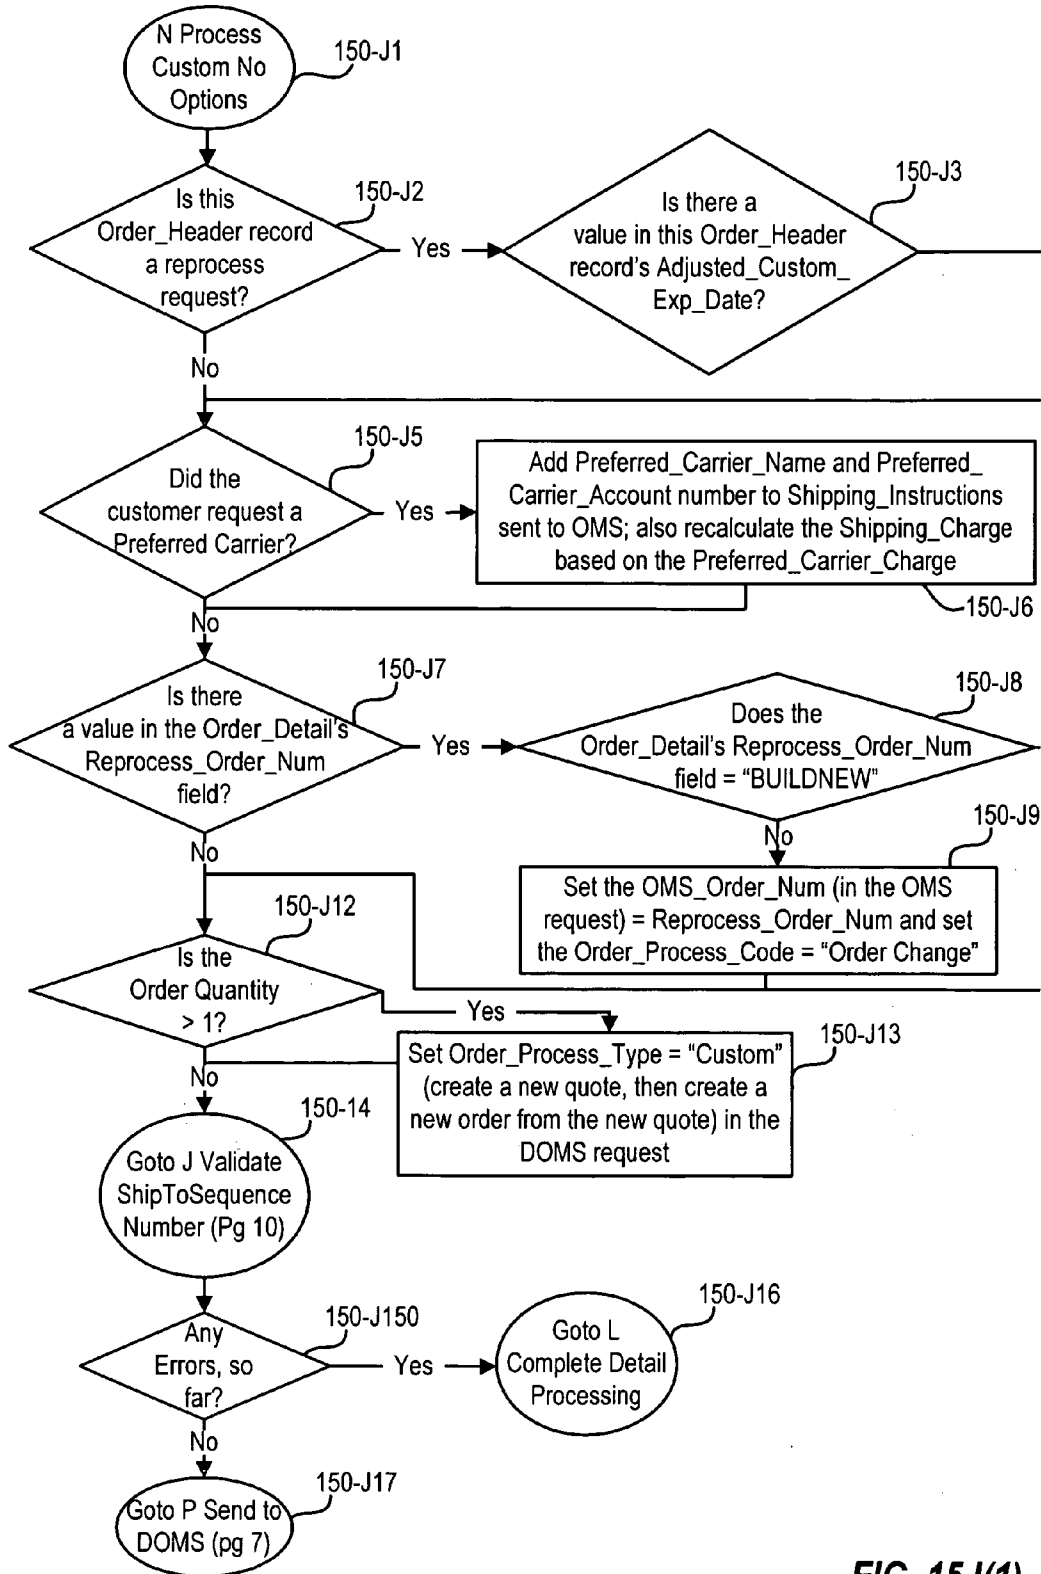 N Process
Custom No
Options
150-J1
Is this
Order_Header record
a reprocess
request?
150-J2
Yes
No
Is there a
value in this Order_Header
record's Adjusted_Custom_
Exp_Date?
150-J3
Did the
customer request a
Preferred Carrier?
150-J5
Yes
No
Add Preferred_Carrier_Name and Preferred_
Carrier_Account number to Shipping_Instructions
sent to OMS; also recalculate the Shipping_Charge
based on the Preferred_Carrier_Charge
150-J6
Is there
a value in the Order_Detail's
Reprocess_Order_Num
field?
150-J7
Yes
No
Does the
Order_Detail's Reprocess_Order_Num
field = “BUILDNEW”
150-J8
No
150-J9
Set the OMS_Order_Num (in the OMS
request) = Reprocess_Order_Num and set
the Order_Process_Code = “Order Change”
150-J12
Is the
Order Quantity
> 1?
Yes
No
Set Order_Process_Type = “Custom”
(create a new quote, then create a
new order from the new quote) in the
DOMS request
150-J13
150-14
Goto J Validate
ShipToSequence
Number (Pg 10)
150-J150
Any
Errors, so
far?
Yes
No
150-J16
Goto L
Complete Detail
Processing
150-J17
Goto P Send to
DOMS (pg 7)
FIG. 15J(1)